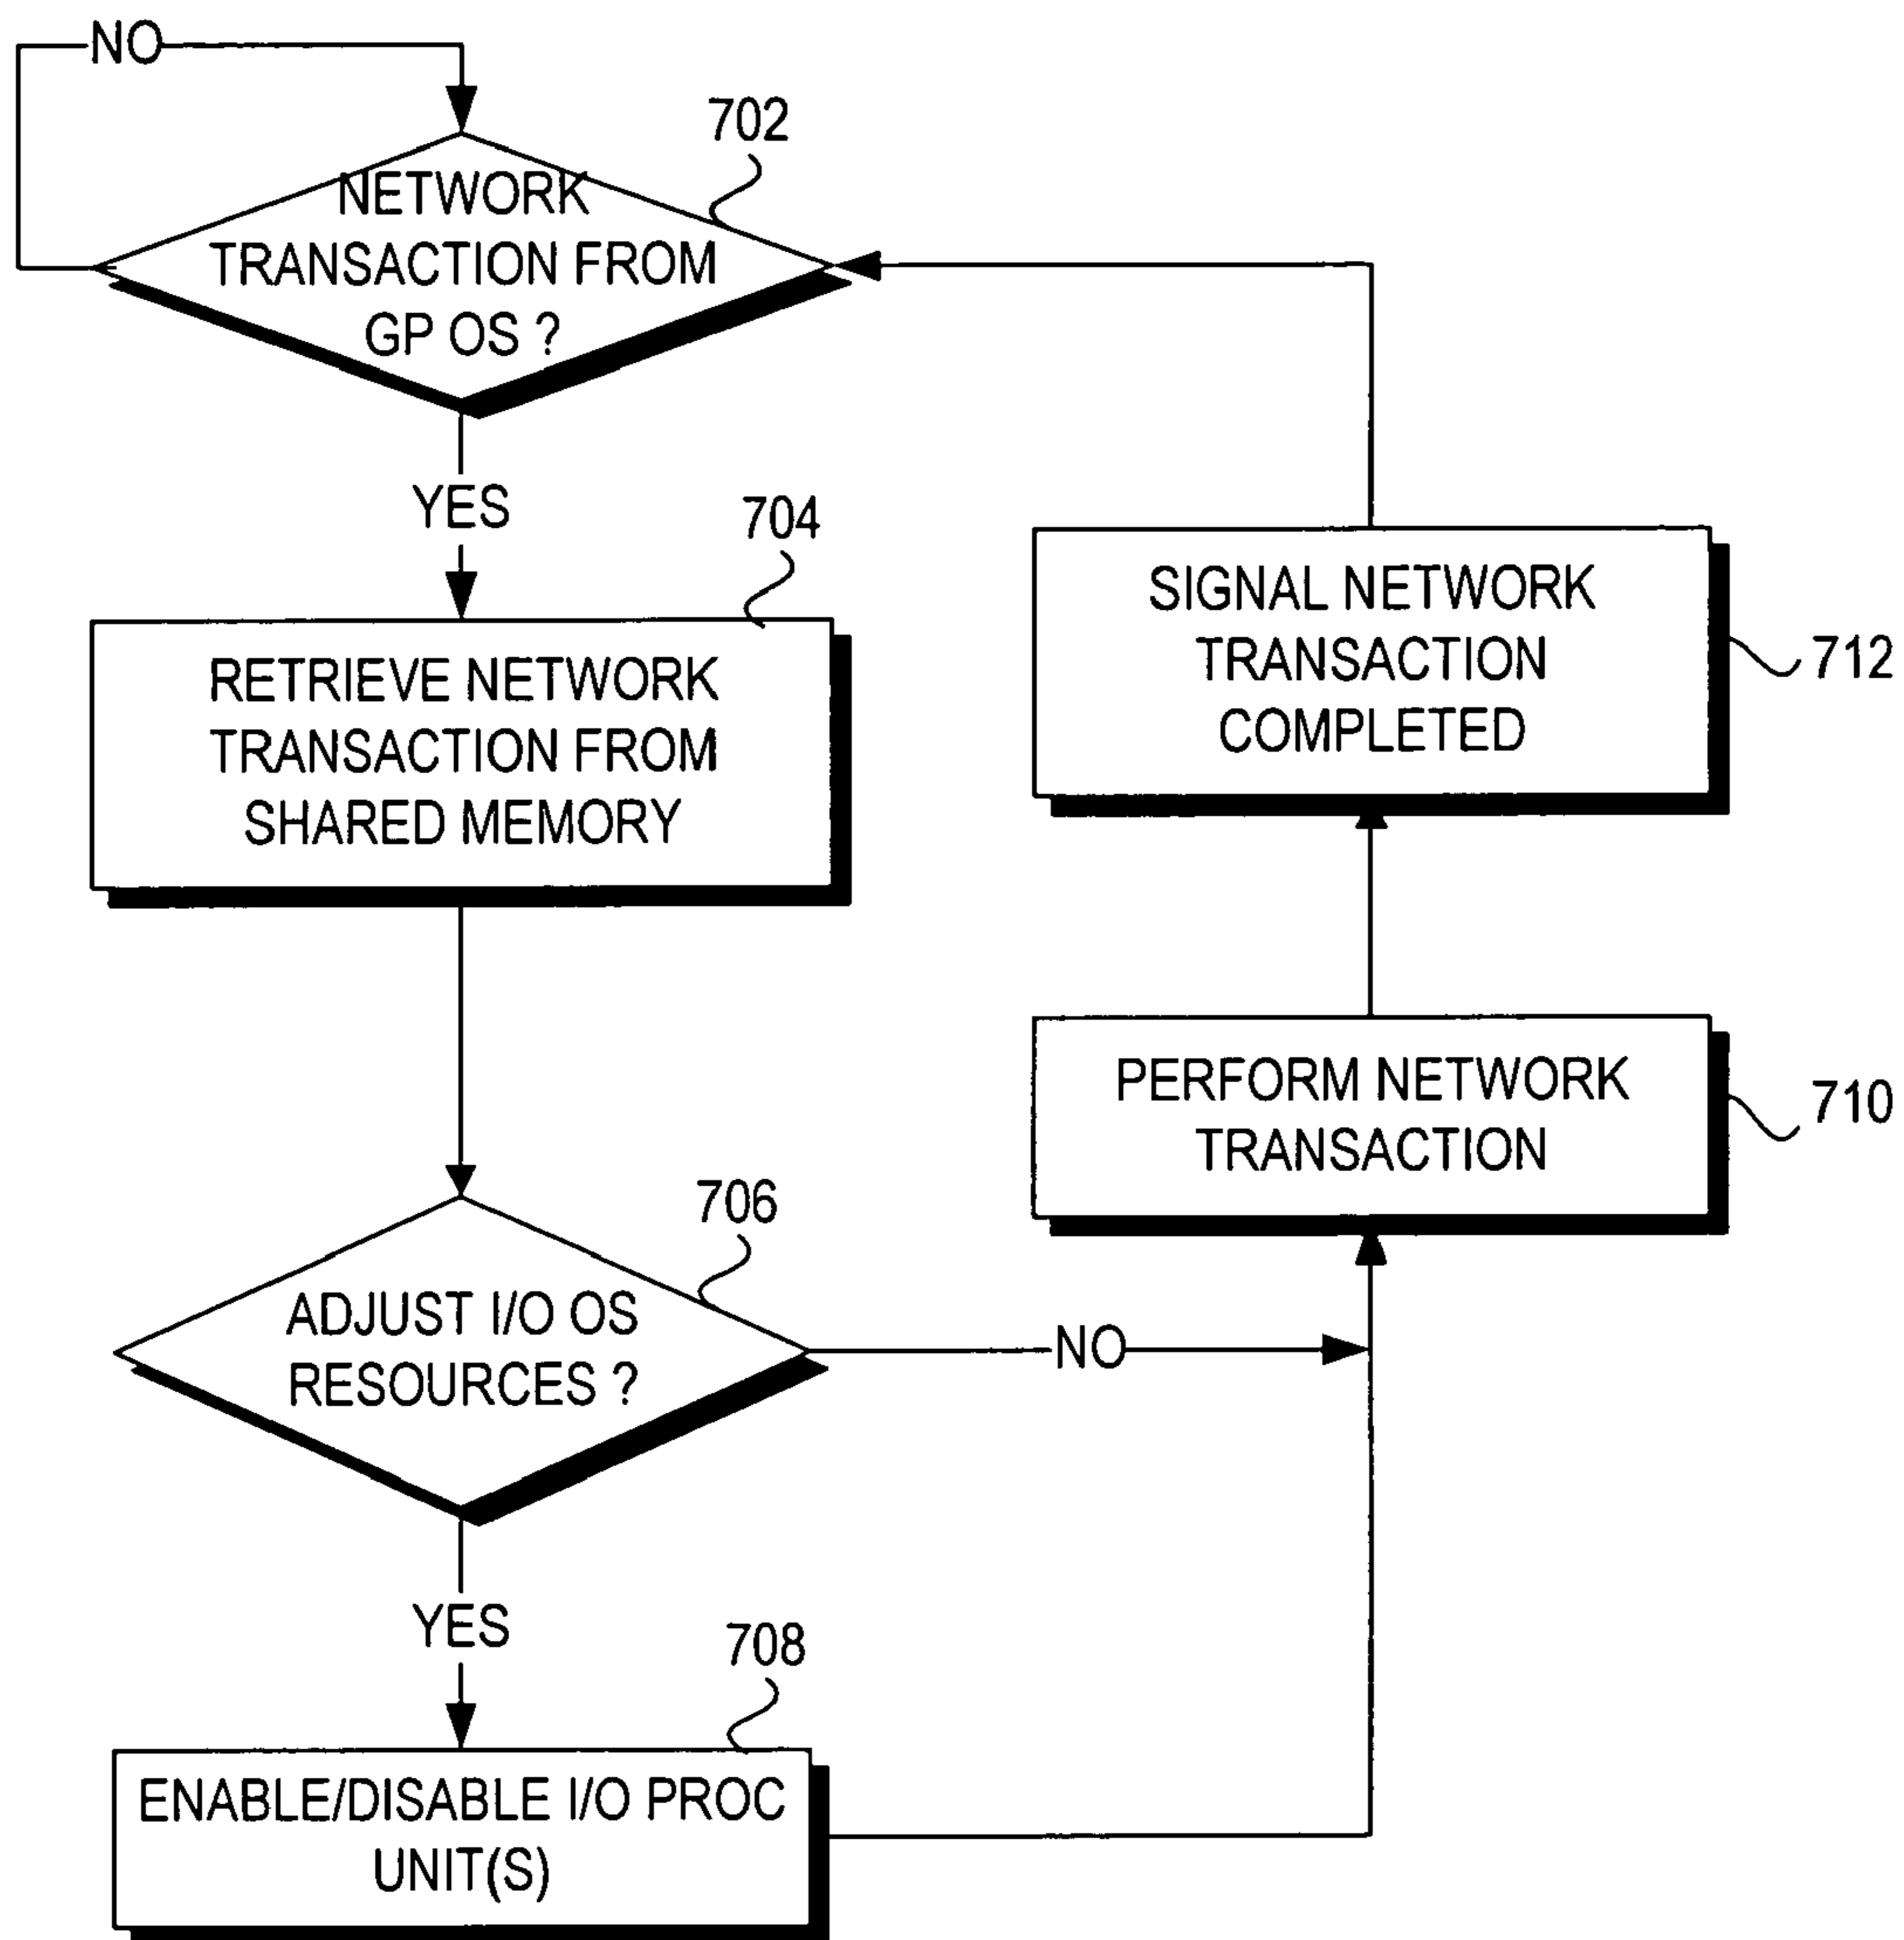 NO
702
NETWORK
TRANSACTION FROM
GP OS ?
YES
704
RETRIEVE NETWORK
TRANSACTION FROM
SHARED MEMORY
706
ADJUST I/O OS
RESOURCES ?
NO
YES
708
ENABLE/DISABLE I/O PROC
UNIT(S)
PERFORM NETWORK
TRANSACTION
710
SIGNAL NETWORK
TRANSACTION
COMPLETED
712